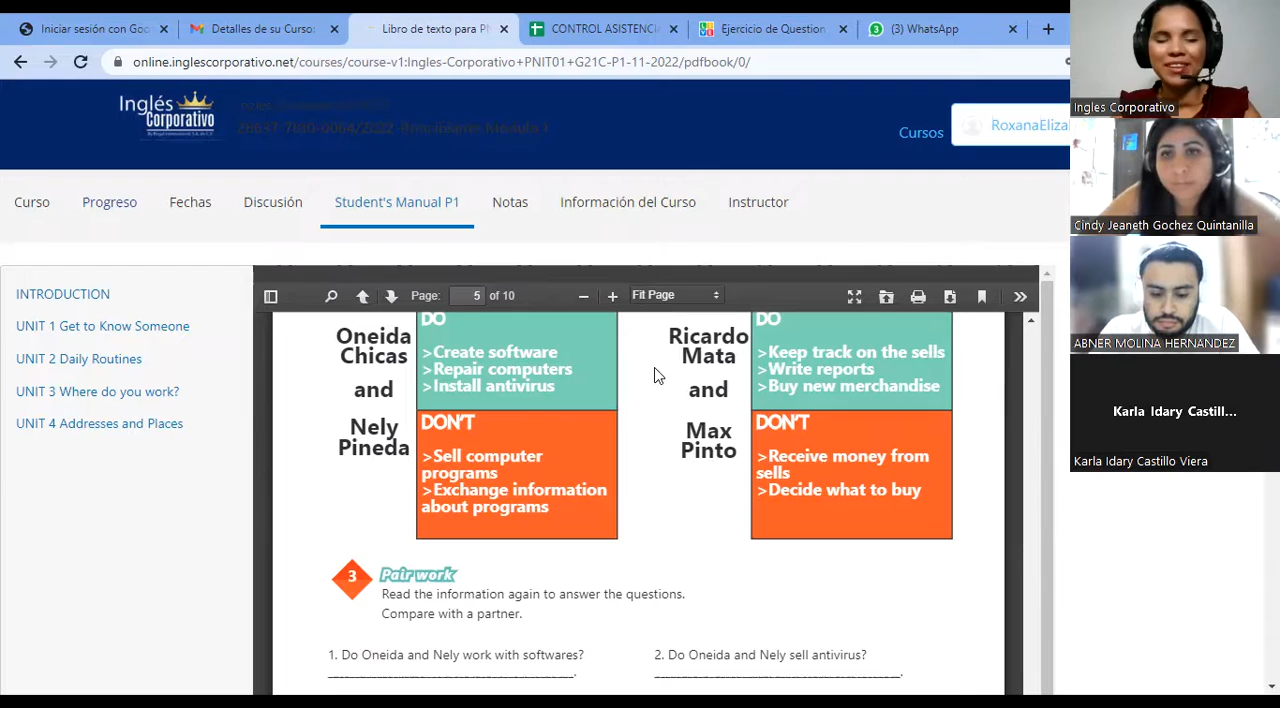 Iniciar sesión con Goo
Detalles de su Curso:
Libro de texto para PN
CONTROL ASISTENCI
Ejercicio de Question
(3) WhatsApp
online.inglescorporativo.net/courses/course-v1:Ingles-Corporativo+PNIT01+G21C-P1-11-2022/pdfbook/0/
Inglés
Corporativo
Cursos
RoxanaEliza
Curso
Progreso
Fechas
Discusión
Student's Manual P1
Notas
Información del Curso
Instructor
INTRODUCTION
UNIT 1 Get to Know Someone
UNIT 2 Daily Routines
UNIT 3 Where do you work?
UNIT 4 Addresses and Places
Page: 5 of 10
Fit Page
Oneida
Chicas
and
Nely
Pineda
DO
>Create software
>Repair computers
>Install antivirus
DON'T
>Sell computer
programs
>Exchange information
about programs
Ricardo
Mata
and
Max
Pinto
DO
>Keep track on the sells
>Write reports
>Buy new merchandise
DON'T
>Receive money from
sells
>Decide what to buy
3 Pair work
Read the information again to answer the questions.
Compare with a partner.
1. Do Oneida and Nely work with softwares?
2. Do Oneida and Nely sell antivirus?
Ingles Corporativo
Cindy Jeaneth Gochez Quintanilla
ABNER MOLINA HERNANDEZ
Karla Idary Castill...
Karla Idary Castillo Viera